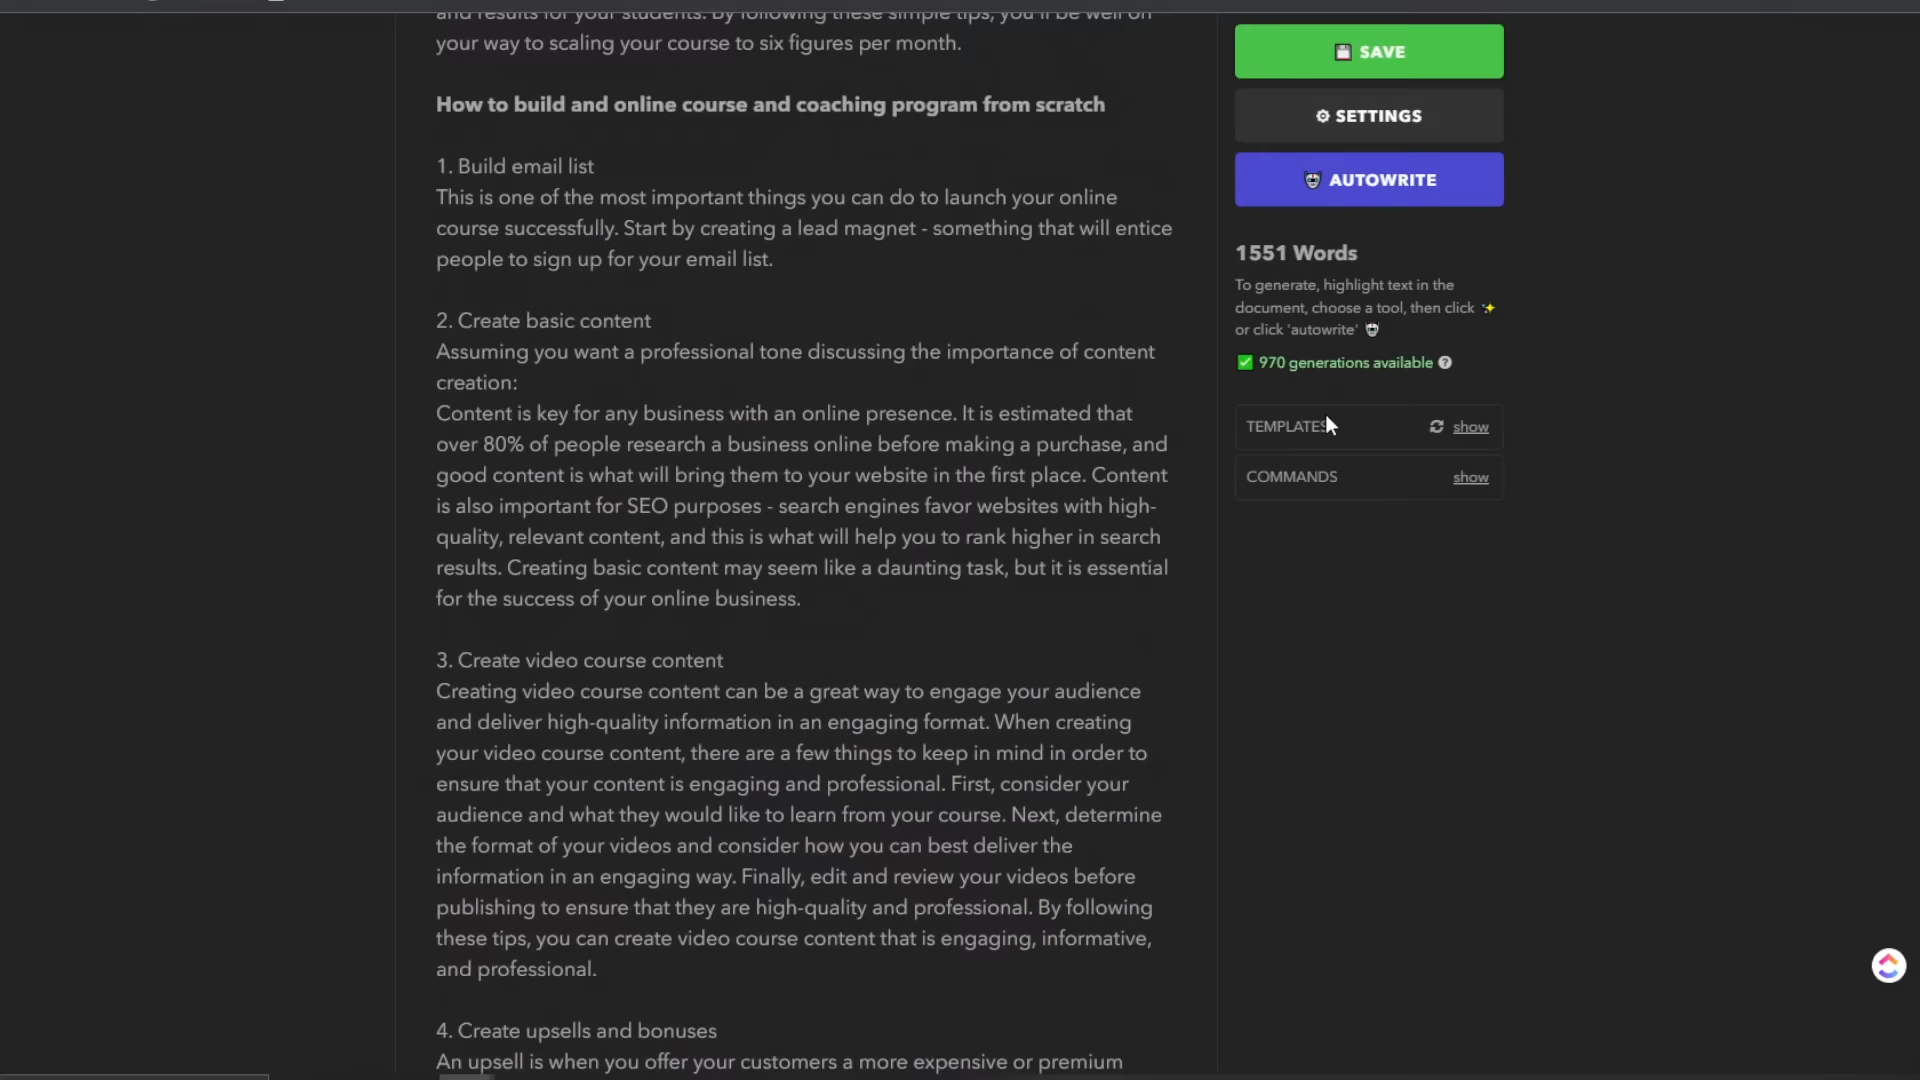 and results for your students. By following these simple tips, you'll be well on
your way to scaling your course to six figures per month.
How to build and online course and coaching program from scratch
1. Build email list
This is one of the most important things you can do to launch your online
course successfully. Start by creating a lead magnet - something that will entice
people to sign up for your email list.
2. Create basic content
Assuming you want a professional tone discussing the importance of content
creation:
Content is key for any business with an online presence. It is estimated that
over 80% of people research a business online before making a purchase, and
good content is what will bring them to your website in the first place. Content
is also important for SEO purposes - search engines favor websites with high-
quality, relevant content, and this is what will help you to rank higher in search
results. Creating basic content may seem like a daunting task, but it is essential
for the success of your online business.
3. Create video course content
Creating video course content can be a great way to engage your audience
and deliver high-quality information in an engaging format. When creating
your video course content, there are a few things to keep in mind in order to
ensure that your content is engaging and professional. First, consider your
audience and what they would like to learn from your course. Next, determine
the format of your videos and consider how you can best deliver the
information in an engaging way. Finally, edit and review your videos before
publishing to ensure that they are high-quality and professional. By following
these tips, you can create video course content that is engaging, informative,
and professional.
4. Create upsells and bonuses
An upsell is when you offer your customers a more expensive or premium
SAVE
SETTINGS
AUTOWRITE
1551 Words
To generate, highlight text in the
document, choose a tool, then click ✨
or click 'autowrite'
970 generations available
TEMPLATES show
COMMANDS show